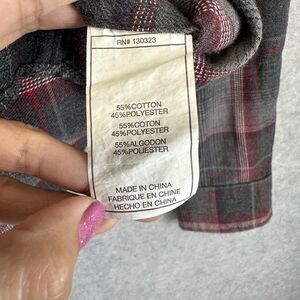 RN# 130323
55%COTTON
45%POLYESTER
55%COTON
45%POLYESTER
55%ALGODON
45%POLIESTER
MADE IN CHINA
FABRIQUE EN CHINE
HECHO EN CHINA